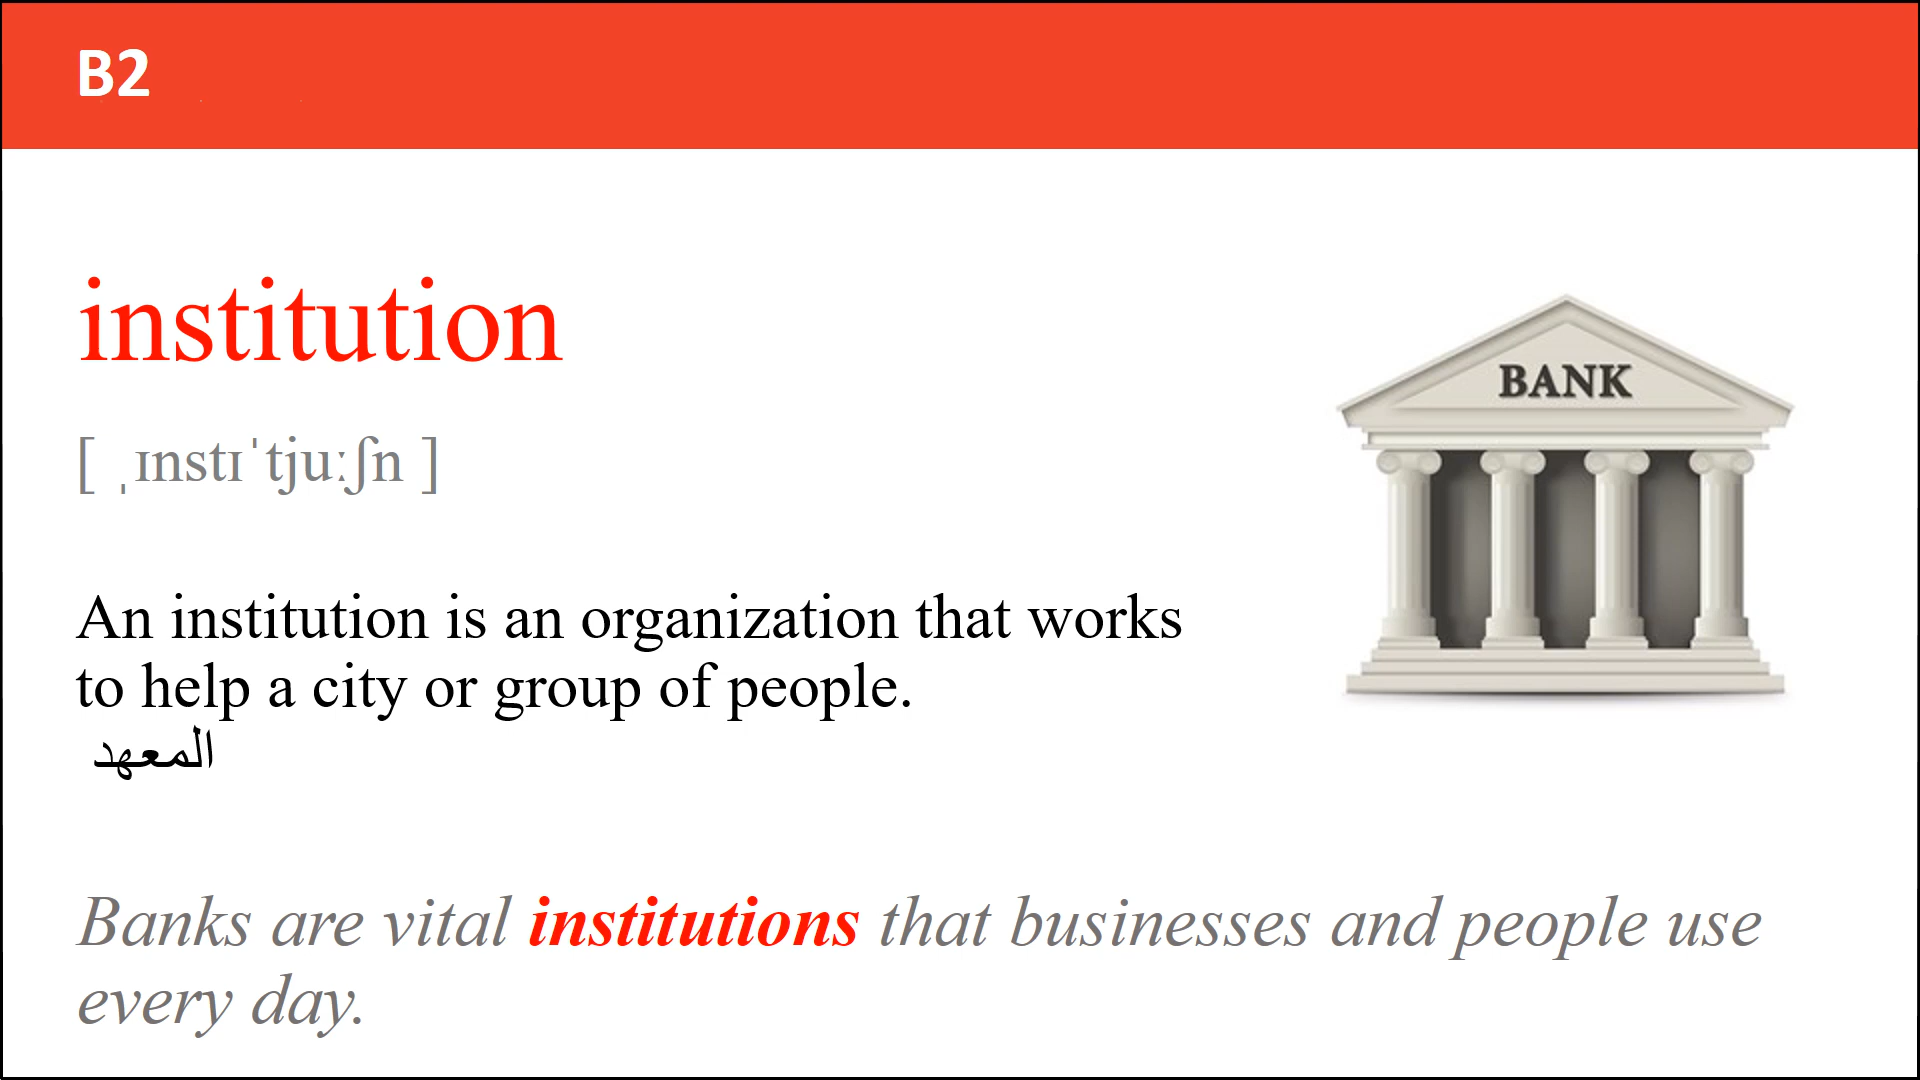 B2
institution
[ ˌɪnstɪˈtjuːʃn ]
BANK
An institution is an organization that works
to help a city or group of people.
المعهد
Banks are vital institutions that businesses and people use
every day.